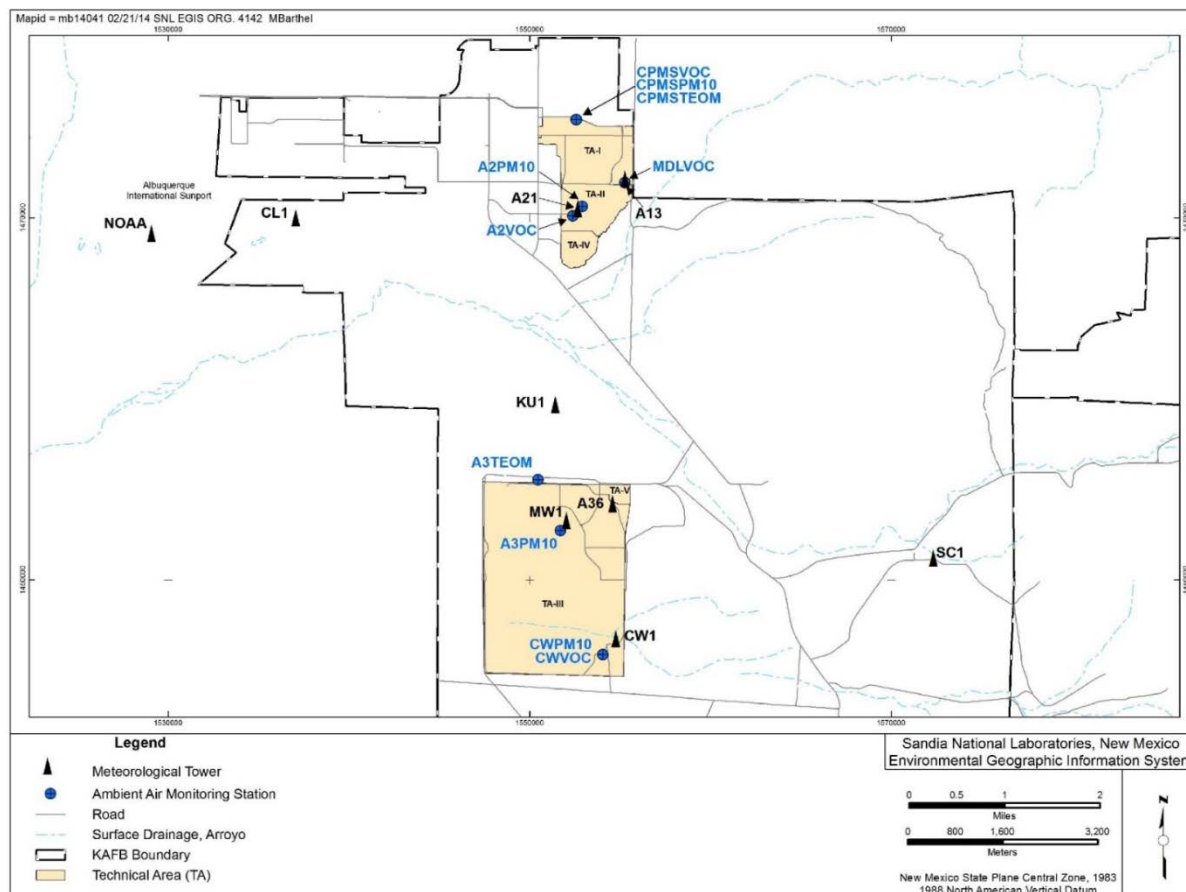 Mapid = mb14041 02/21/14 SNL EGIS ORG. 4142 MBarthel
1530000
1550000
1570000
CPMSVOC
CPMSPM10
CPMSTEOM
TA-I
A2PM10
MDLVOC
TA-II
Albuquerque
International Sunport
A21
A13
CL1
1470000
NOAA
A2VOC
TA-IV
KU1
A3TEOM
TA-V
A36
MW1
A3PM10
SC1
TA-III
CW1
CWPM10
CWVOC
1530000
1550000
1570000
Legend
Meteorological Tower
Ambient Air Monitoring Station
Road
Surface Drainage, Arroyo
KAFB Boundary
Technical Area (TA)
Sandia National Laboratories, New Mexico
Environmental Geographic Information System
0 0.5 1 2
Miles
0 800 1,600 3,200
Meters
N
New Mexico State Plane Central Zone, 1983
1988 North American Vertical Datum